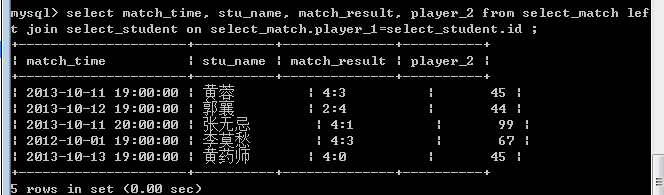 mysql> select match_time, stu_name, match_result, player_2 from select_match lef
t join select_student on select_match.player_1=select_student.id ;
+---------------------+----------+--------------+----------+
| match_time          | stu_name | match_result | player_2 |
+---------------------+----------+--------------+----------+
| 2013-10-11 19:00:00 | 黄蓉     | 4:3          |       45 |
| 2013-10-12 19:00:00 | 郭襄     | 2:4          |       44 |
| 2013-10-11 20:00:00 | 张无忌     | 4:1          |       99 |
| 2012-10-01 19:00:00 | 李莫愁     | 4:3          |       67 |
| 2013-10-13 19:00:00 | 黄药师     | 4:0          |       45 |
+---------------------+----------+--------------+----------+
5 rows in set (0.00 sec)